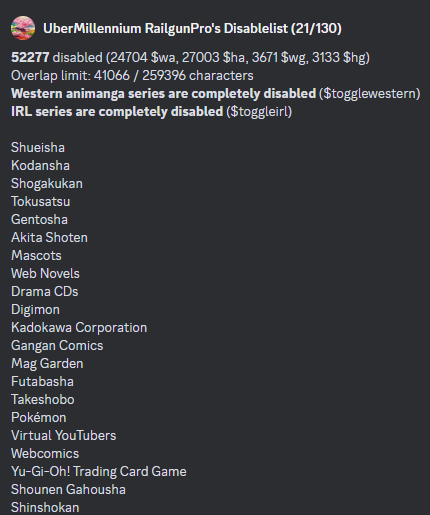 UberMillennium RailgunPro's Disablelist (21/130)
52277 disabled (24704 $wa, 27003 $ha, 3671 $wg, 3133 $hg)
Overlap limit: 41066 / 259396 characters
Western animanga series are completely disabled ($togglewestern)
IRL series are completely disabled ($toggleirl)
Shueisha
Kodansha
Shogakukan
Tokusatsu
Gentosha
Akita Shoten
Mascots
Web Novels
Drama CDs
Digimon
Kadokawa Corporation
Gangan Comics
Mag Garden
Futabasha
Takeshobo
Pokémon
Virtual YouTubers
Webcomics
Yu-Gi-Oh! Trading Card Game
Shounen Gahousha
Shinshokan